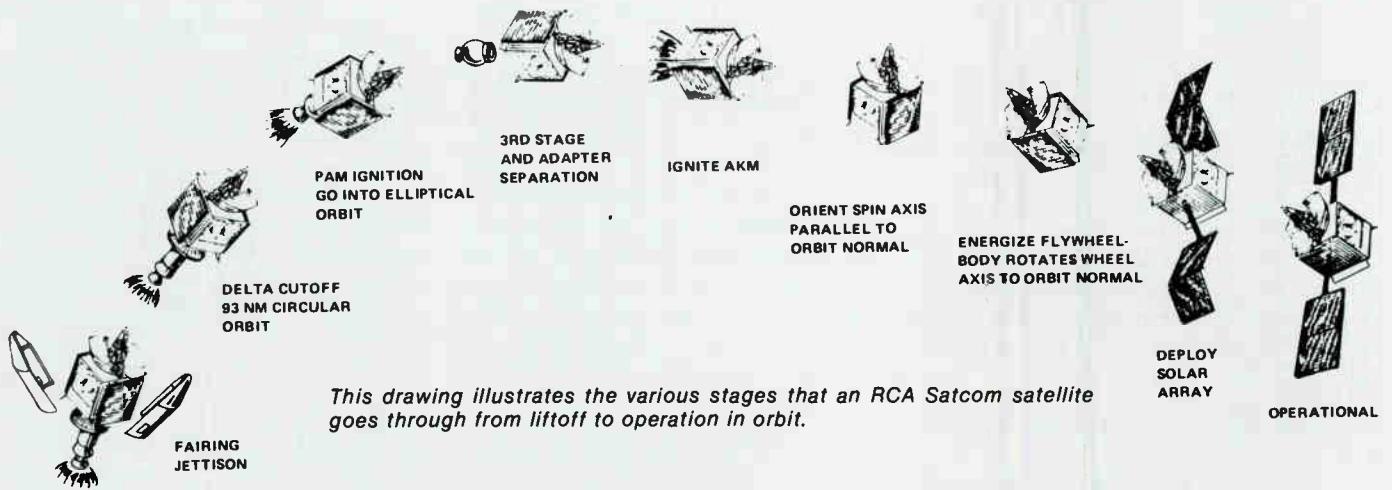 FAIRING
JETTISON
DELTA CUTOFF
93 NM CIRCULAR
ORBIT
PAM IGNITION
GO INTO ELLIPTICAL
ORBIT
3RD STAGE
AND ADAPTER
SEPARATION
IGNITE AKM
ORIENT SPIN AXIS
PARALLEL TO
ORBIT NORMAL
ENERGIZE FLYWHEEL-
BODY ROTATES WHEEL
AXIS TO ORBIT NORMAL
DEPLOY
SOLAR
ARRAY
OPERATIONAL
This drawing illustrates the various stages that an RCA Satcom satellite
goes through from liftoff to operation in orbit.